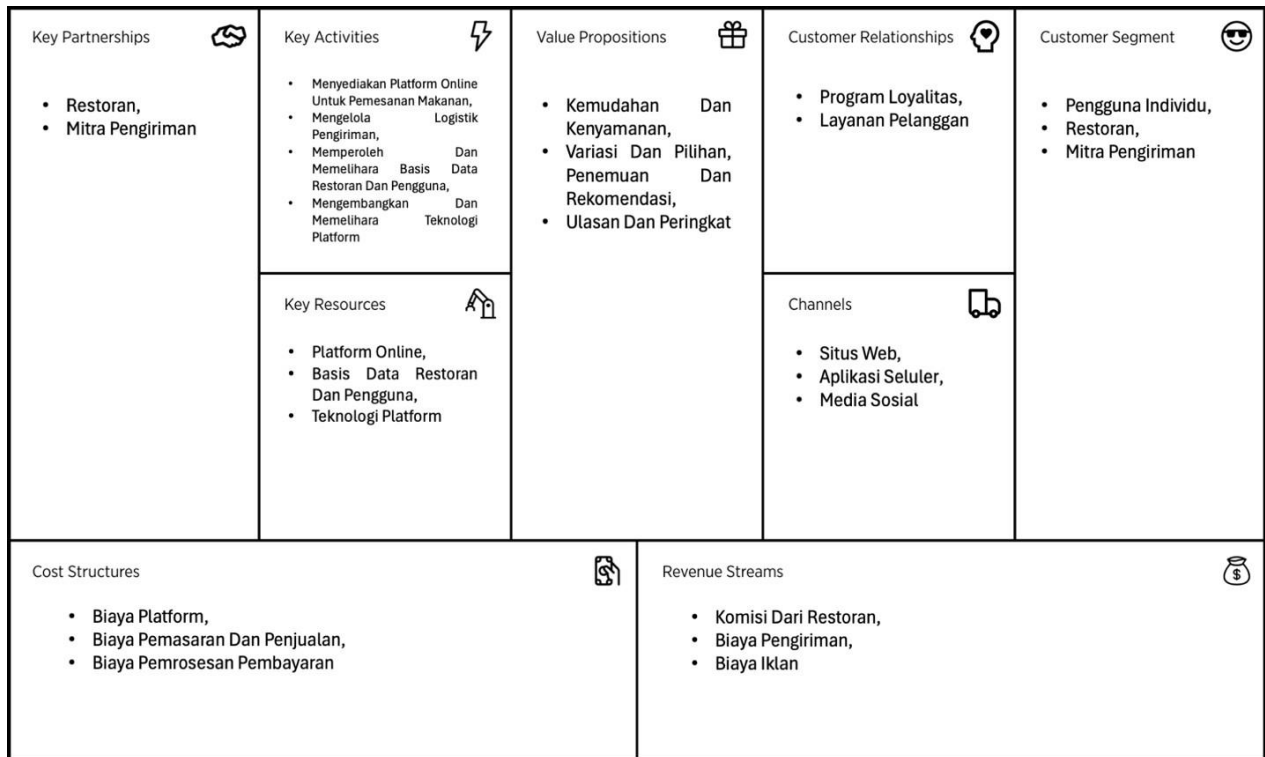 Key Partnerships
• Restoran,
• Mitra Pengiriman
Key Activities
• Menyediakan Platform Online
Untuk Pemesanan Makanan,
• Mengelola Logistik
Pengiriman,
• Memperoleh Dan
Memelihara Basis Data
Restoran Dan Pengguna,
• Mengembangkan Dan
Memelihara Teknologi
Platform
Key Resources
• Platform Online,
• Basis Data Restoran
Dan Pengguna,
• Teknologi Platform
Value Propositions
• Kemudahan Dan
Kenyamanan,
• Variasi Dan Pilihan,
Penemuan Dan
Rekomendasi,
• Ulasan Dan Peringkat
Customer Relationships
• Program Loyalitas,
• Layanan Pelanggan
Channels
• Situs Web,
• Aplikasi Seluler,
• Media Sosial
Customer Segment
• Pengguna Individu,
• Restoran,
• Mitra Pengiriman
Cost Structures
• Biaya Platform,
• Biaya Pemasaran Dan Penjualan,
• Biaya Pemrosesan Pembayaran
Revenue Streams
$
• Komisi Dari Restoran,
• Biaya Pengiriman,
• Biaya Iklan